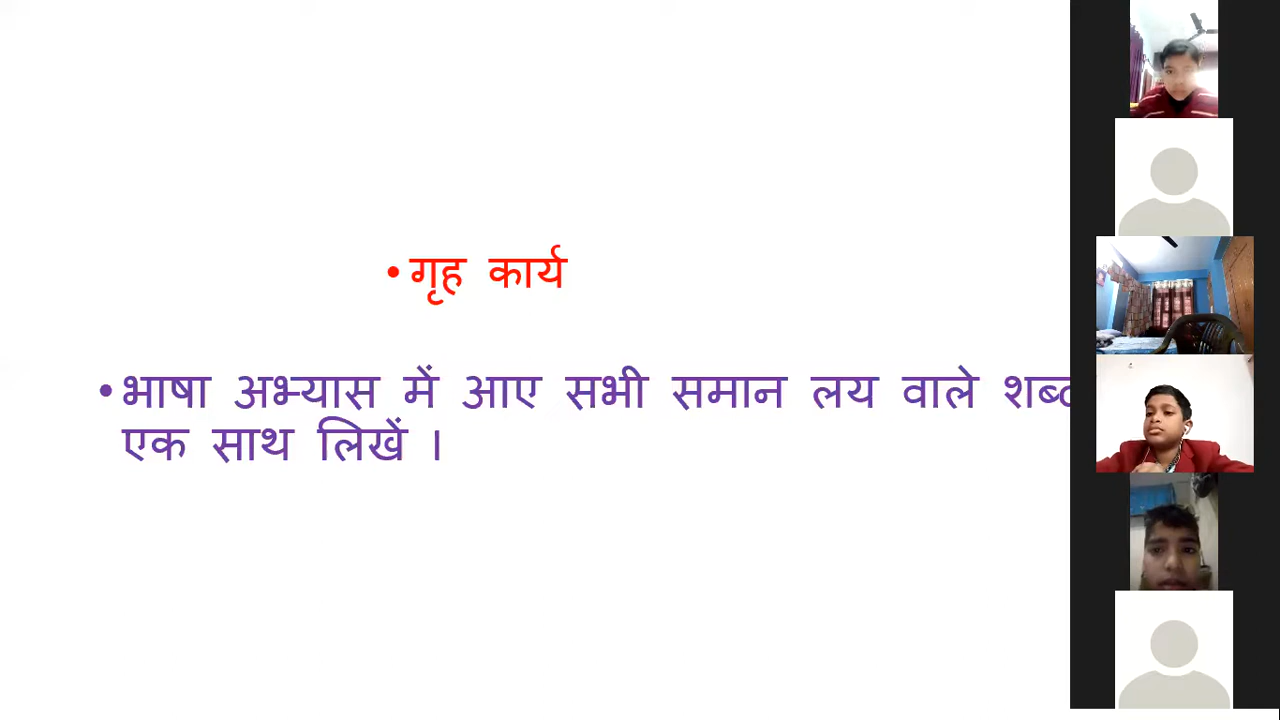 • गृह कार्य
• भाषा अभ्यास में आए सभी समान लय वाले
एक साथ लिखें ।